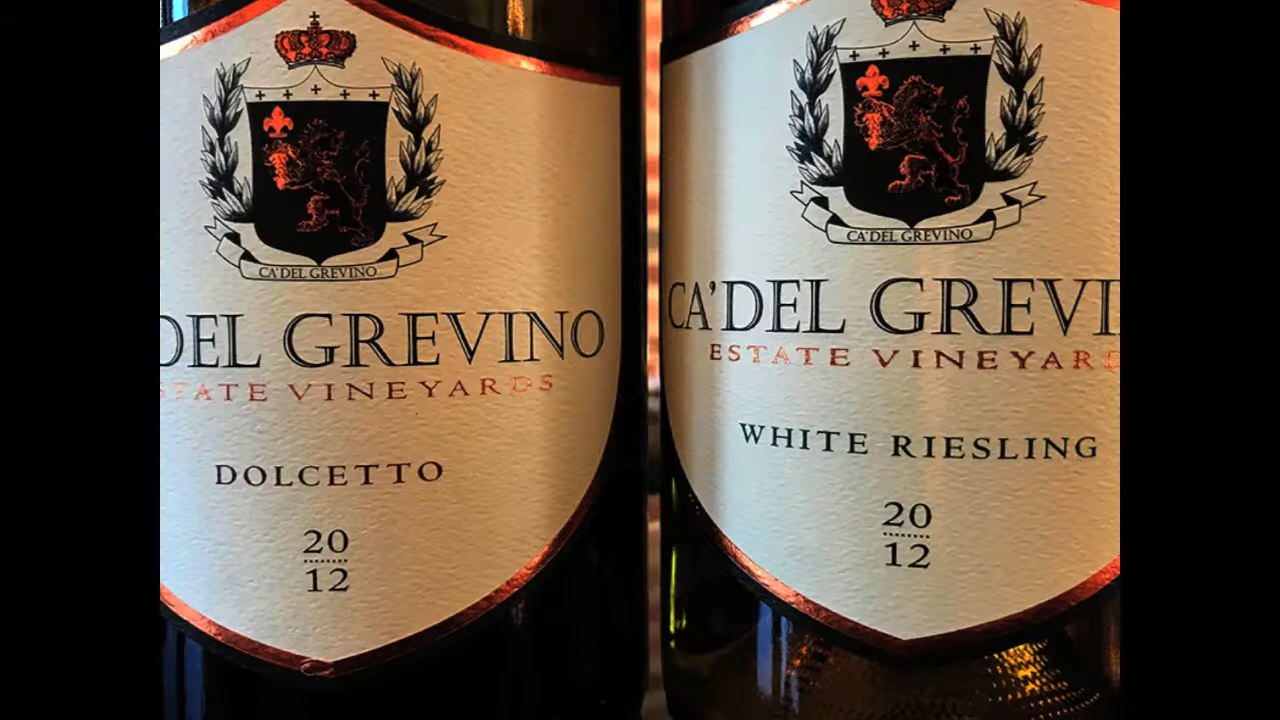 CA'DEL GREVINO
DEL GREVINO
ESTATE VINEYARDS
DOLCETTO
20
12
CA'DEL GREVINO
CA'DEL GREVI
ESTATE VINEYARD
WHITE RIESLING
20
12